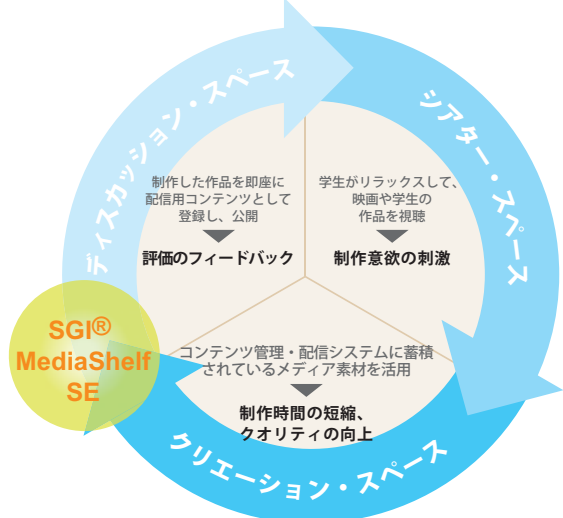 ディスカッション・スペース
シアター・スペース
制作した作品を即座に
配信用コンテンツとして
登録し、公開
評価のフィードバック
学生がリラックスして、
映画や学生の
作品を視聴
制作意欲の刺激
SGI®
MediaShelf
SE
コンテンツ管理・配信システムに蓄積
されているメディア素材を活用
制作時間の短縮、
クオリティの向上
クリエーション・スペース